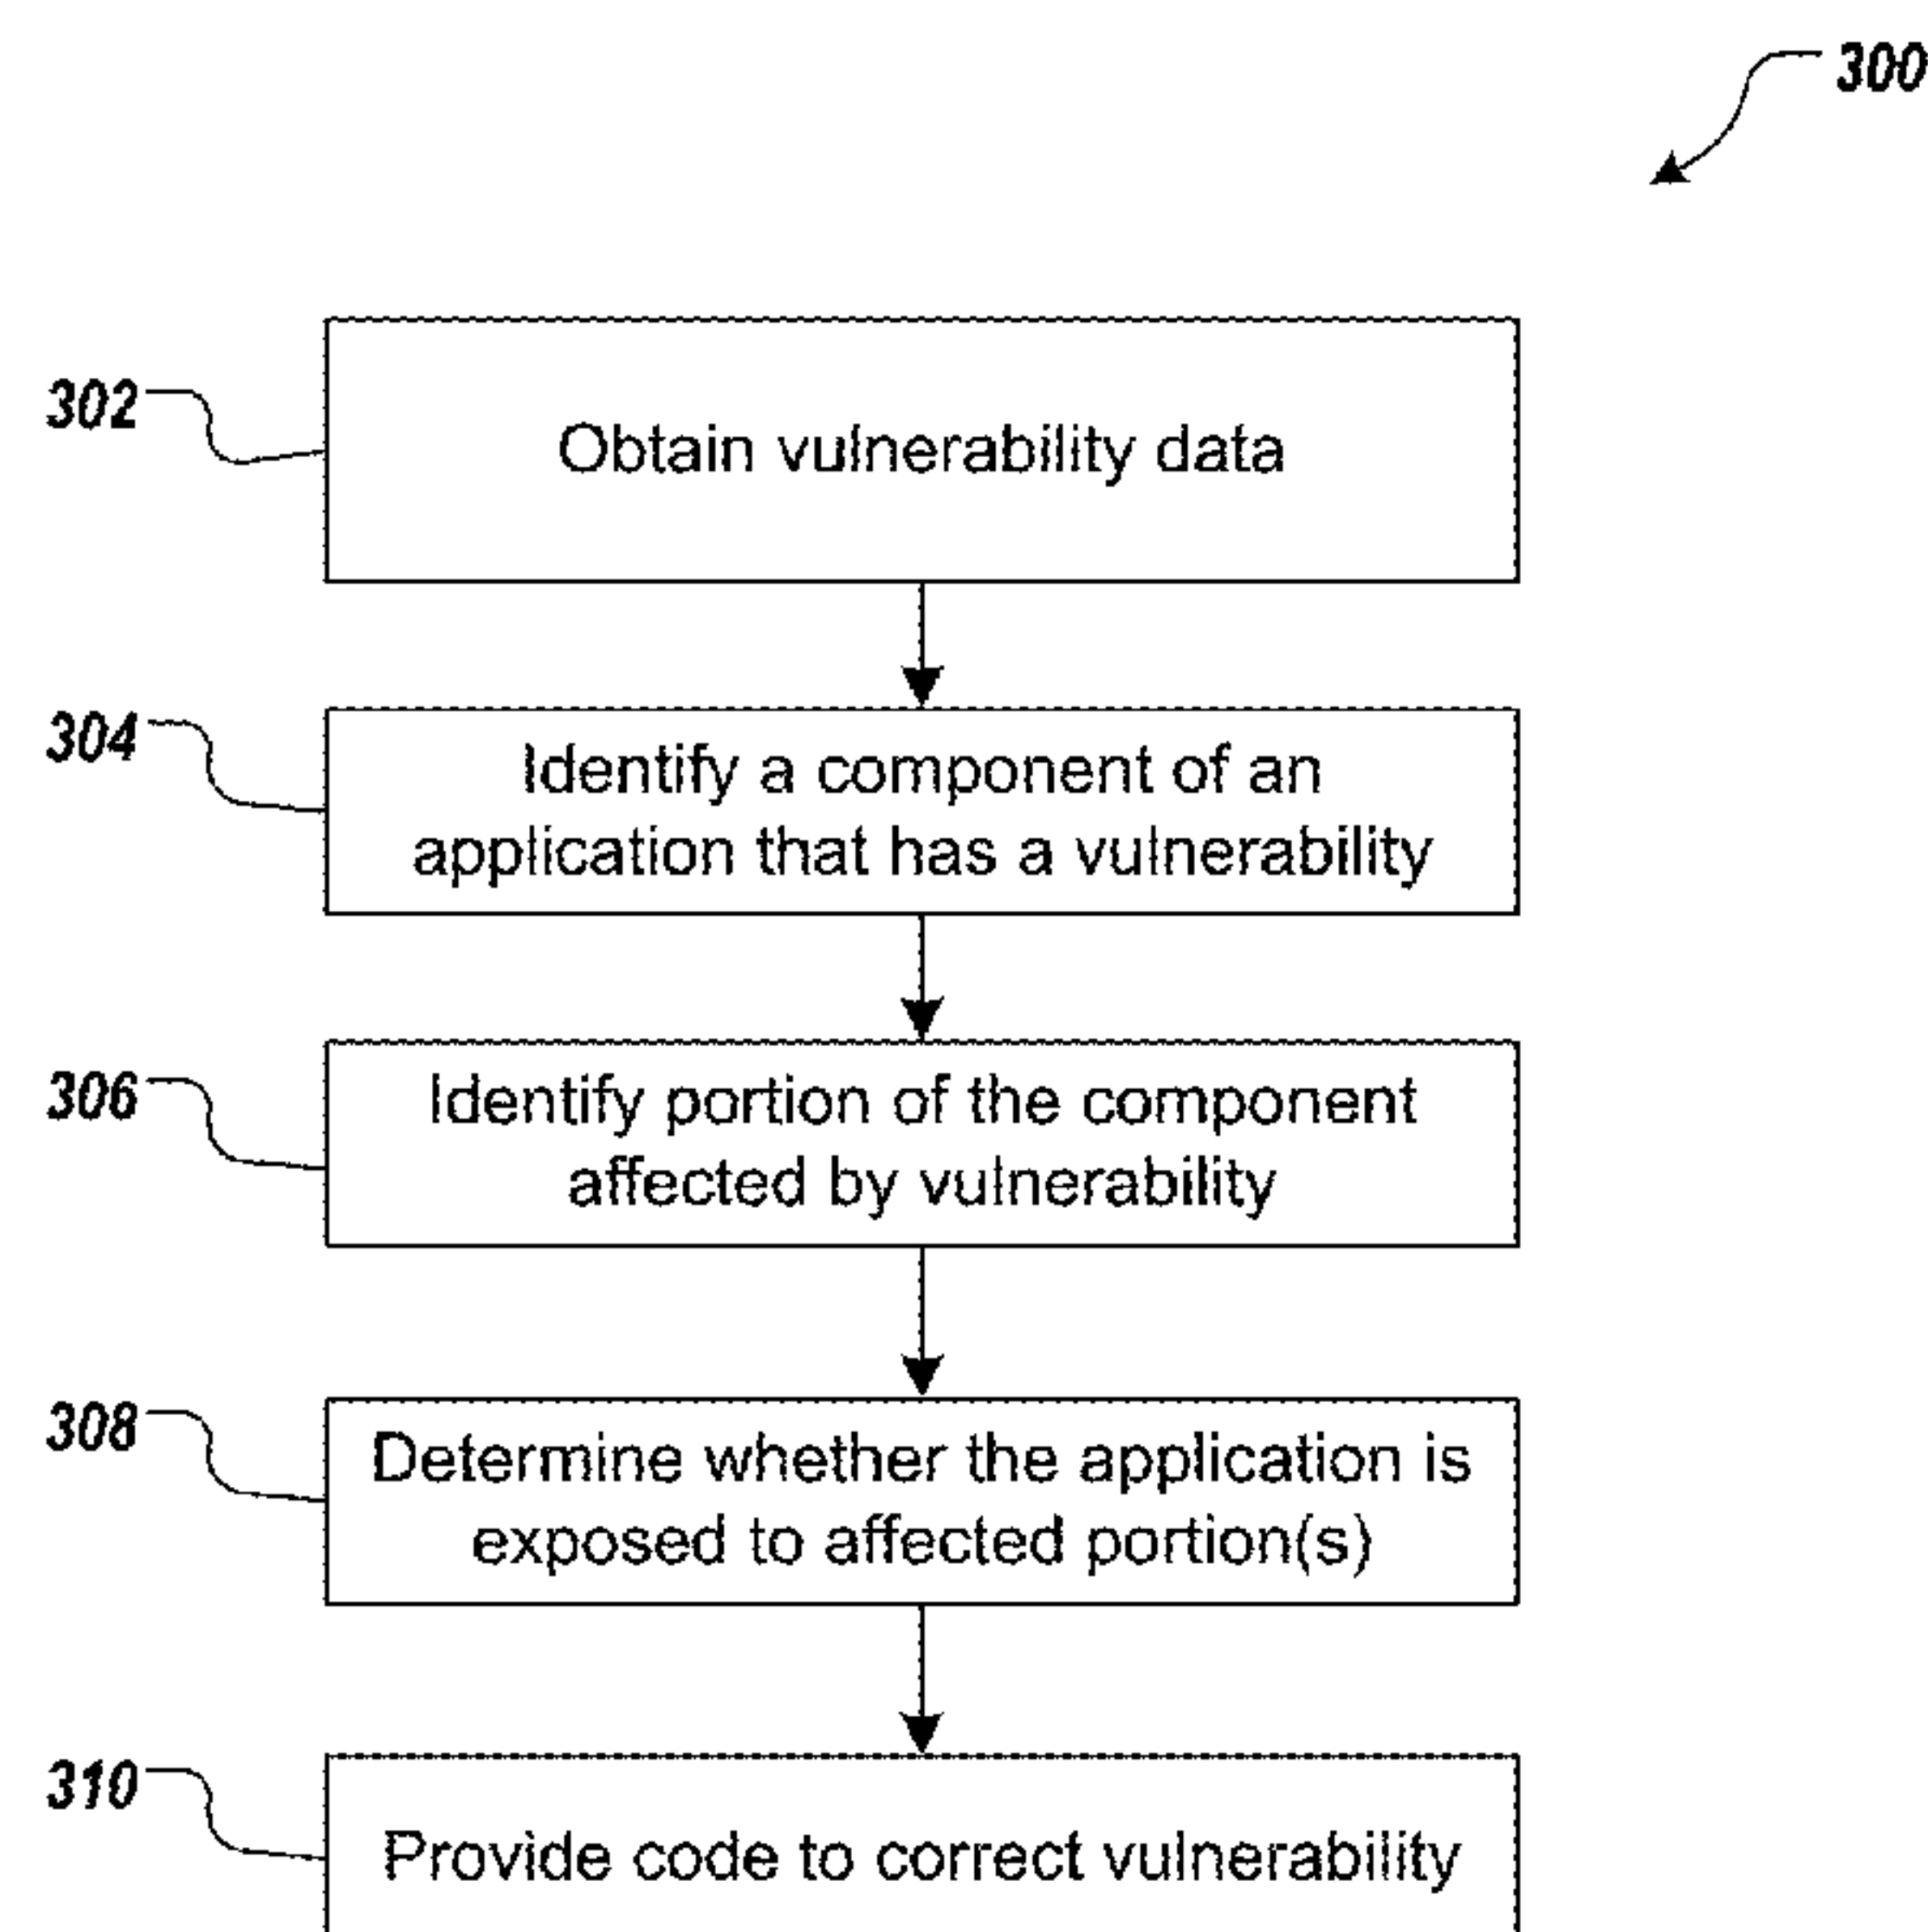 300
302
Obtain vulnerability data
304
Identify a component of an
application that has a vulnerability
306
Identify portion of the component
affected by vulnerability
308
Determine whether the application is
exposed to affected portion(s)
310
Provide code to correct vulnerability